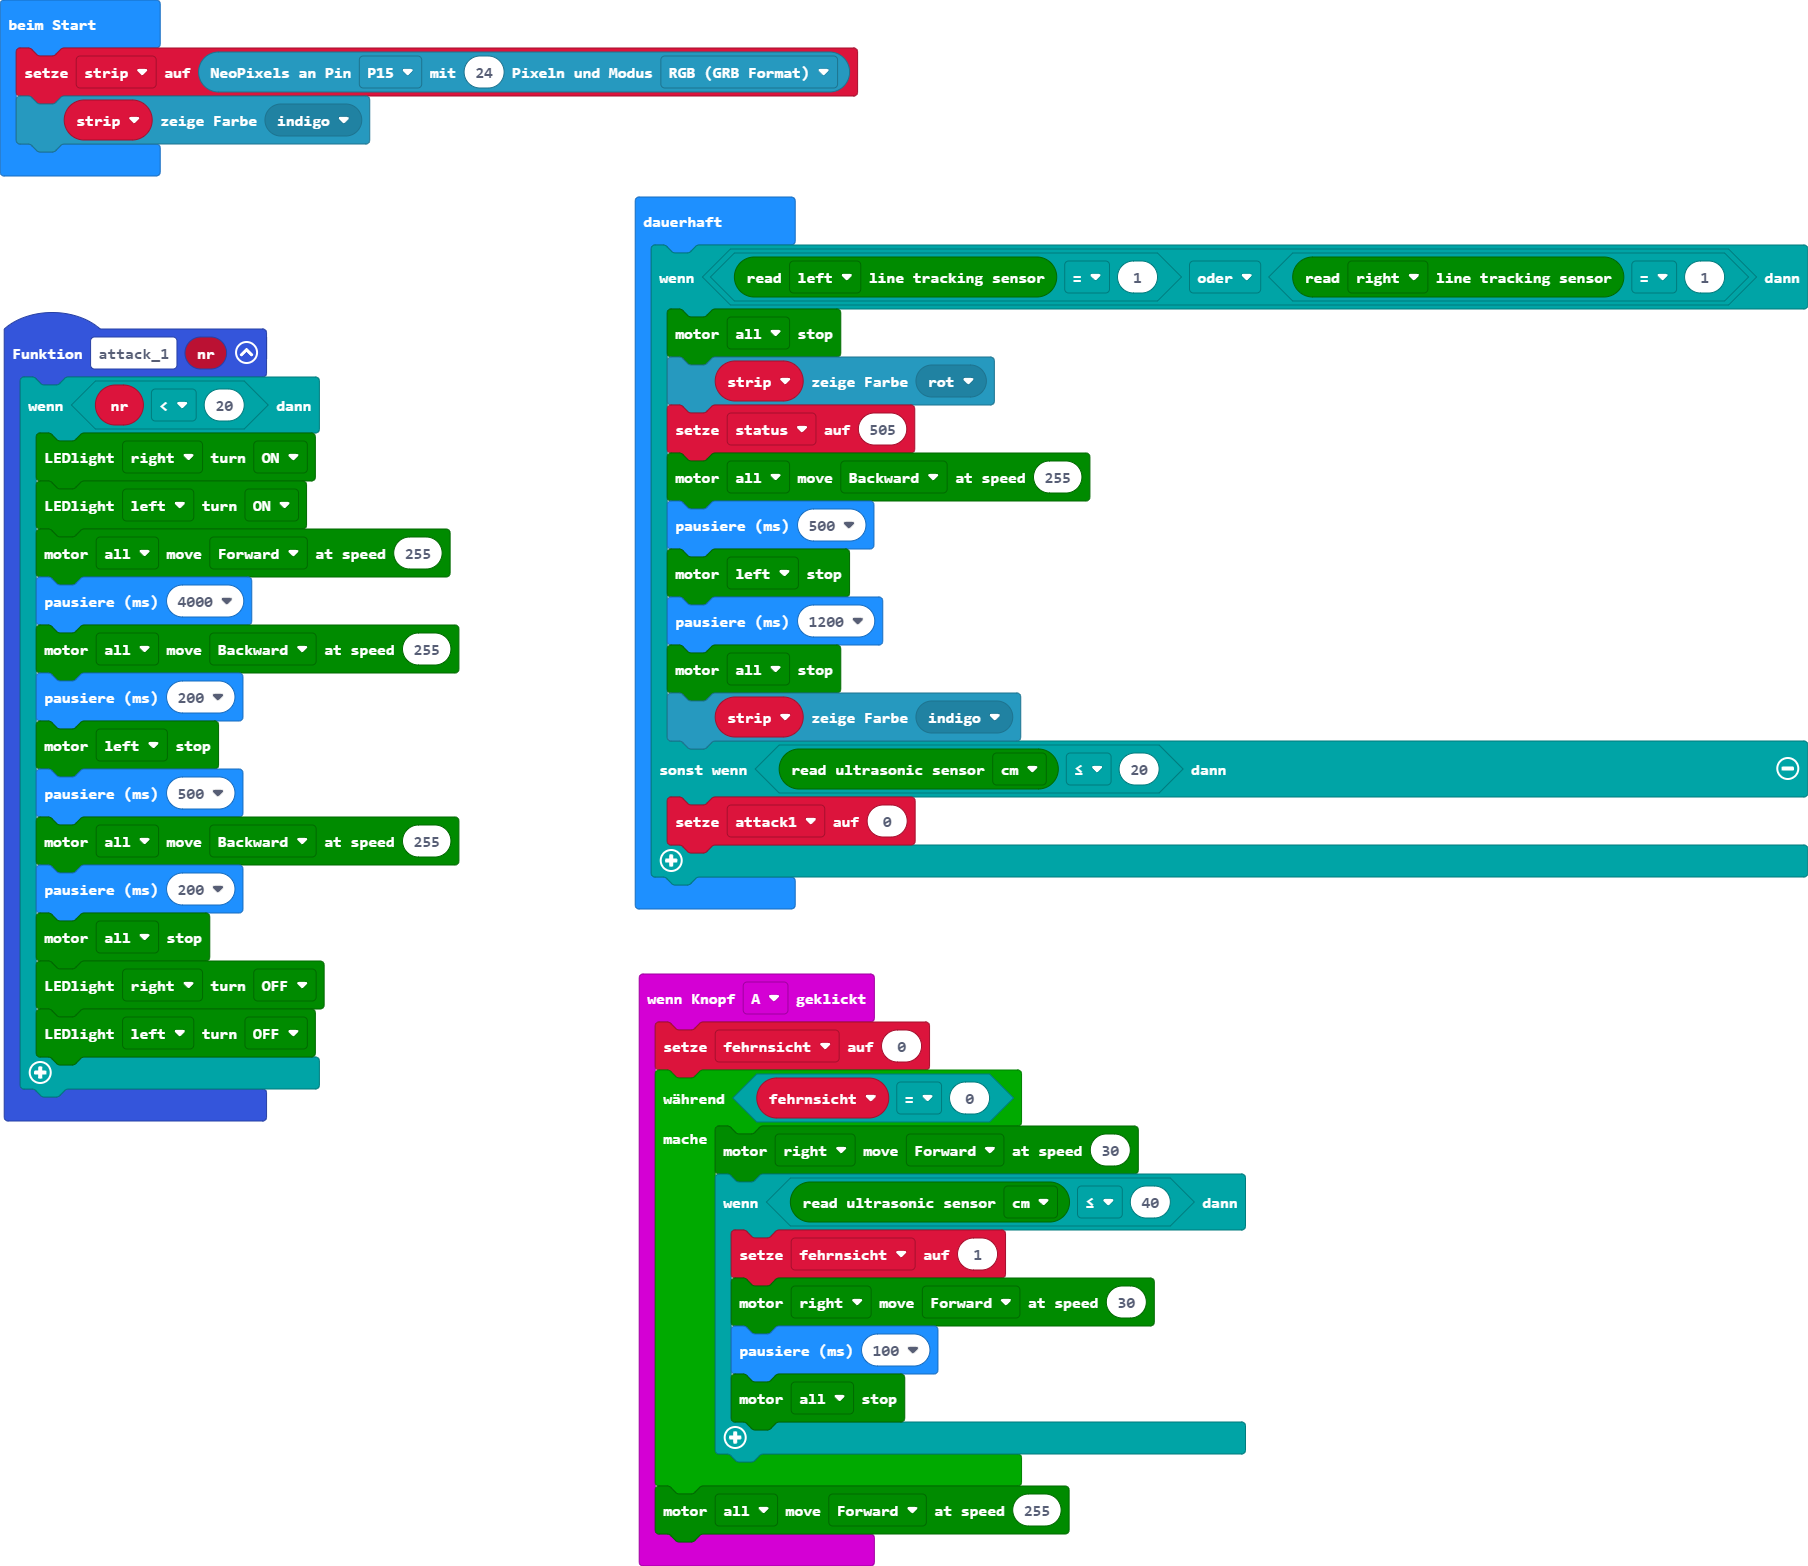 beim Start
setze strip auf NeoPixels an Pin P15 mit 24 Pixeln und Modus RGB (GRB Format)
strip zeige Farbe indigo
Funktion attack_1 nr
wenn nr < 20 dann
LEDlight right turn ON
LEDlight left turn ON
motor all move Forward at speed 255
pausiere (ms) 4000
motor all move Backward at speed 255
pausiere (ms) 200
motor left stop
pausiere (ms) 500
motor all move Backward at speed 255
pausiere (ms) 200
motor all stop
LEDlight right turn OFF
LEDlight left turn OFF
dauerhaft
wenn read left line tracking sensor = 1 oder read right line tracking sensor = 1 dann
motor all stop
strip zeige Farbe rot
setze status auf 505
motor all move Backward at speed 255
pausiere (ms) 500
motor left stop
pausiere (ms) 1200
motor all stop
strip zeige Farbe indigo
sonst wenn read ultrasonic sensor cm ≤ 20 dann
setze attack1 auf 0
wenn Knopf A geklickt
setze fehrnsicht auf 0
während fehrnsicht = 0
mache motor right move Forward at speed 30
wenn read ultrasonic sensor cm ≤ 40 dann
setze fehrnsicht auf 1
motor right move Forward at speed 30
pausiere (ms) 100
motor all stop
motor all move Forward at speed 255